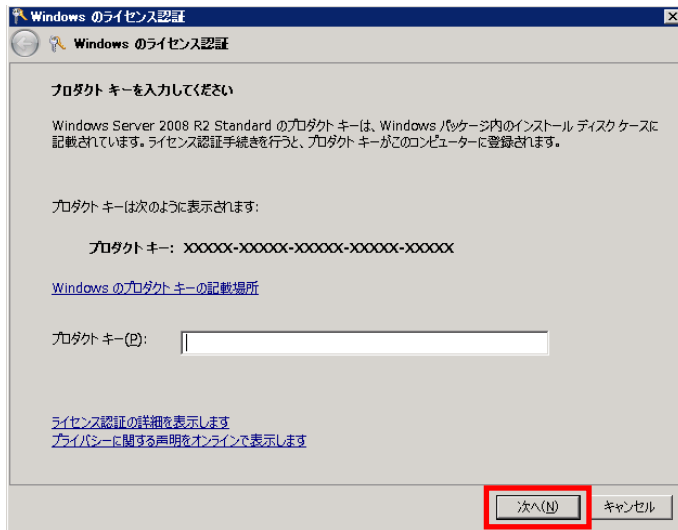 Windows のライセンス認証
Windows のライセンス認証
プロダクト キーを入力してください
Windows Server 2008 R2 Standard のプロダクト キーは、Windows パッケージ内のインストール ディスク ケースに
記載されています。ライセンス認証手続きを行うと、プロダクト キーがこのコンピューターに登録されます。
プロダクト キーは次のように表示されます:
プロダクト キー: XXXXX-XXXXX-XXXXX-XXXXX-XXXXX
Windows のプロダクト キーの記載場所
プロダクト キー(P):
ライセンス認証の詳細を表示します
プライバシーに関する声明をオンラインで表示します
次へ(N) キャンセル